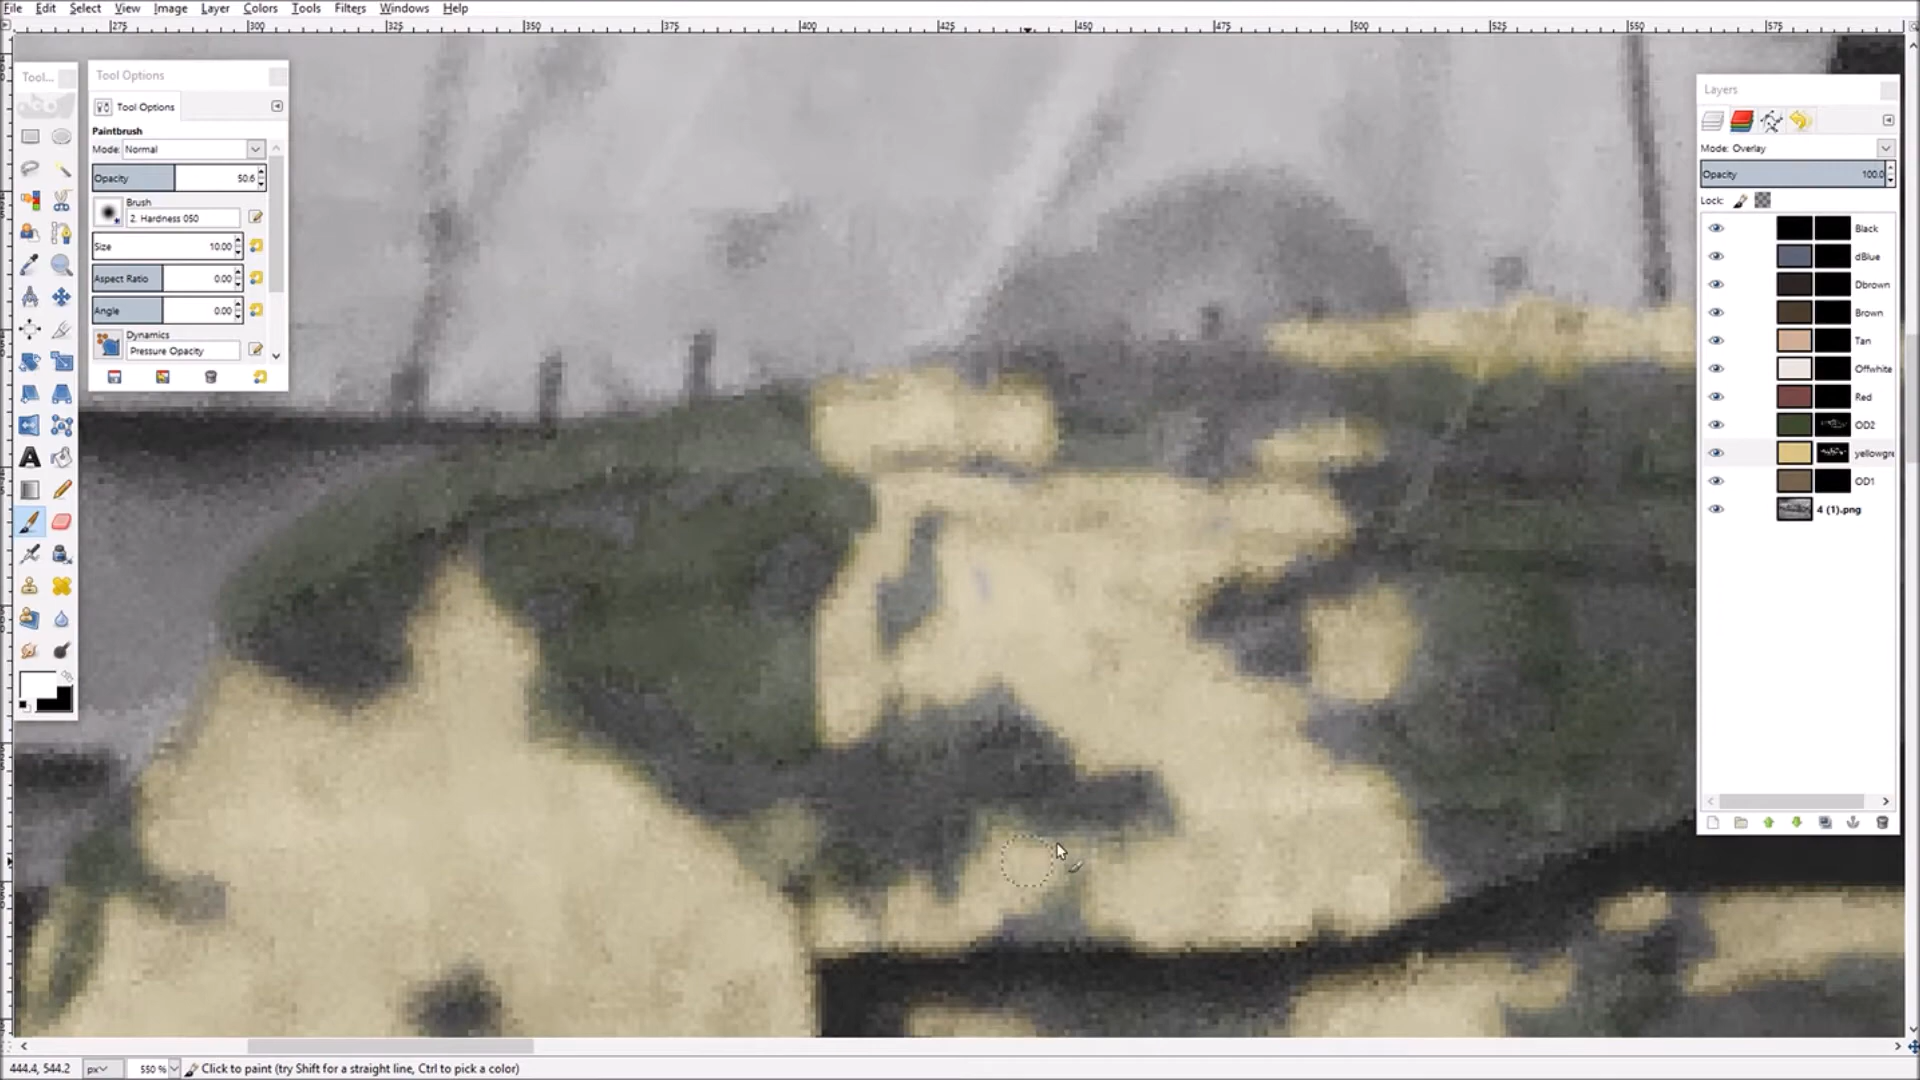 File Edit Select View Image Layer Colors Tools Filters Windows Help
275 300 325 350 375 400 425 450 475 500 525 550 575
Tool...
Tool Options
Tool Options
Paintbrush
Mode: Normal
Opacity 50.6
Brush
2. Hardness 050
Size 10.00
Aspect Ratio 0.00
Angle 0.00
Dynamics
Pressure Opacity
Layers
Mode: Overlay
Opacity 100.0
Lock:
Black
dBlue
Dbrown
Brown
Tan
Offwhite
Red
OD2
yellowgre
OD1
4 (1).png
444.4, 544.2 px 550 % Click to paint (try Shift for a straight line, Ctrl to pick a color)